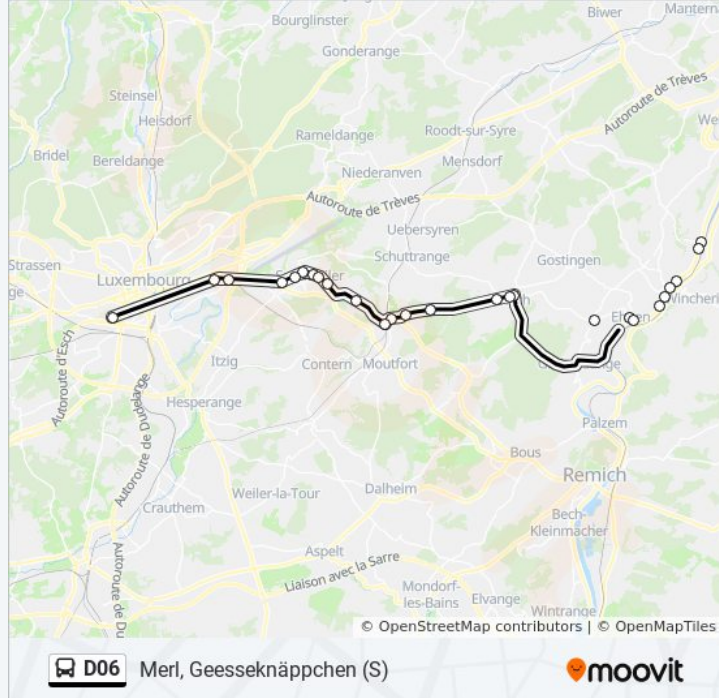 Bourglinster
Biwer
Gonderange
Steinsel
Heisdorf
Autoroute de Trèves
Rameldange
Roodt-sur-Syre
Bridel
Bereldange
Mensdorf
Niederanven
Autoroute de Trèves
Uebersyren
Strassen
Schuttrange
Gostingen
Luxembourg
Autoroute d'Esch
Itzig
Contern
Moutfort
Hesperange
Autoroute de Dudelange
Palzem
Bous
Remich
Weiler-la-Tour
Dalheim
Crauthem
Bech-
Kleinmacher
Aspelt
Liaison avec la Sarre
Mondorf-
les-Bains
Elvange
Wintrange
© OpenStreetMap contributors | © OpenMapTiles
D06 Merl, Geesseknäppchen (S)
moovit